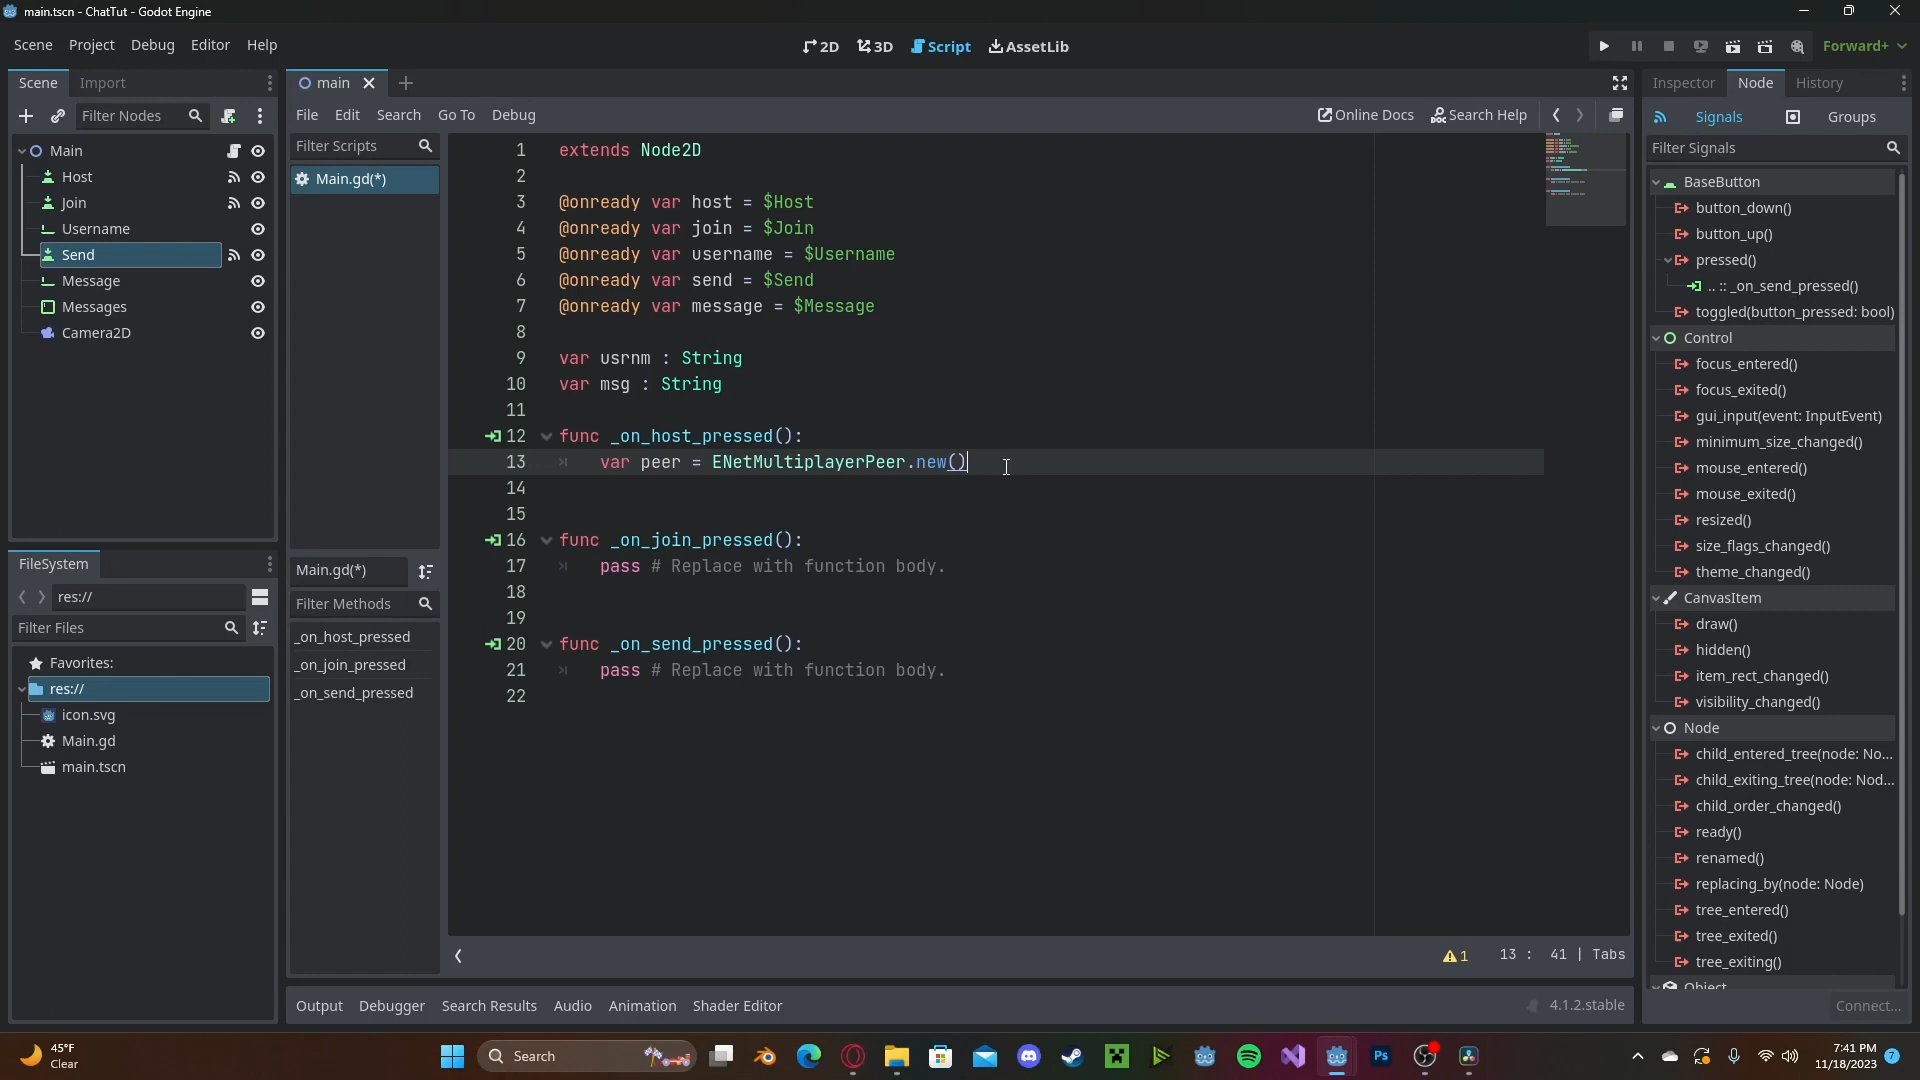 main.tscn - ChatTut - Godot Engine
Scene Project Debug Editor Help
2D 3D Script AssetLib
Forward+
Scene Import
Filter Nodes
Main
Host
Join
Username
Send
Message
Messages
Camera2D
FileSystem
res://
Filter Files
Favorites:
res://
icon.svg
Main.gd
main.tscn
main
File Edit Search Go To Debug
Online Docs Search Help
Filter Scripts
Main.gd(*)
Main.gd(*)
Filter Methods
_on_host_pressed
_on_join_pressed
_on_send_pressed
1 extends Node2D
2
3 @onready var host = $Host
4 @onready var join = $Join
5 @onready var username = $Username
6 @onready var send = $Send
7 @onready var message = $Message
8
9 var usrnm : String
10 var msg : String
11
12 func _on_host_pressed():
13 var peer = ENetMultiplayerPeer.new()
14
15
16 func _on_join_pressed():
17 pass # Replace with function body.
18
19
20 func _on_send_pressed():
21 pass # Replace with function body.
22
1 13 : 41 | Tabs
Output Debugger Search Results Audio Animation Shader Editor
4.1.2.stable
Inspector Node History
Signals Groups
Filter Signals
BaseButton
button_down()
button_up()
pressed()
.. :: _on_send_pressed()
toggled(button_pressed: bool)
Control
focus_entered()
focus_exited()
gui_input(event: InputEvent)
minimum_size_changed()
mouse_entered()
mouse_exited()
resized()
size_flags_changed()
theme_changed()
CanvasItem
draw()
hidden()
item_rect_changed()
visibility_changed()
Node
child_entered_tree(node: No...
child_exiting_tree(node: Nod...
child_order_changed()
ready()
renamed()
replacing_by(node: Node)
tree_entered()
tree_exited()
tree_exiting()
Object
Connect...
45°F
Clear
Search
Ps
7:41 PM
11/18/2023
7